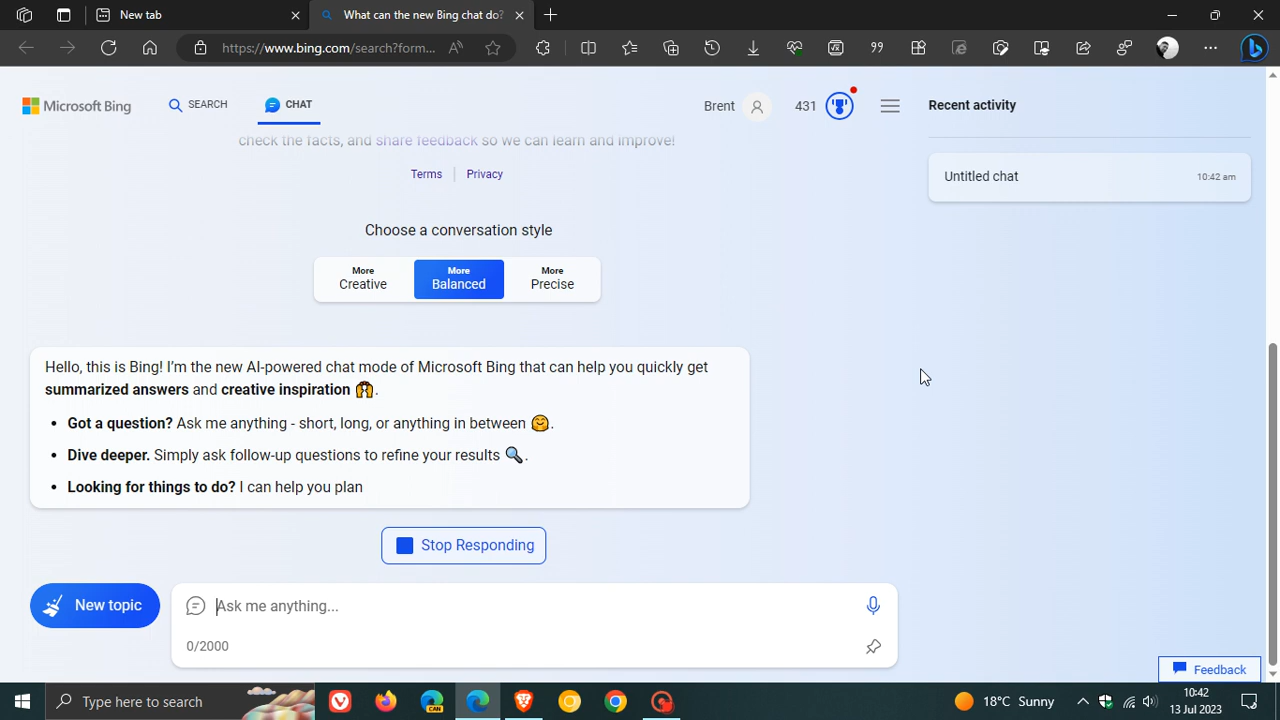 New tab
What can the new Bing chat do?
https://www.bing.com/search?form...
Microsoft Bing
SEARCH
CHAT
Brent
431
Recent activity
check the facts, and share feedback so we can learn and improve!
Terms
Privacy
Untitled chat
10:42 am
Choose a conversation style
More
Creative
More
Balanced
More
Precise
Hello, this is Bing! I'm the new AI-powered chat mode of Microsoft Bing that can help you quickly get
summarized answers and creative inspiration 🙌.
• Got a question? Ask me anything - short, long, or anything in between 🤗.
• Dive deeper. Simply ask follow-up questions to refine your results 🔍.
• Looking for things to do? I can help you plan
Stop Responding
New topic
Ask me anything...
0/2000
Feedback
Type here to search
CAN
18°C Sunny
10:42
13 Jul 2023